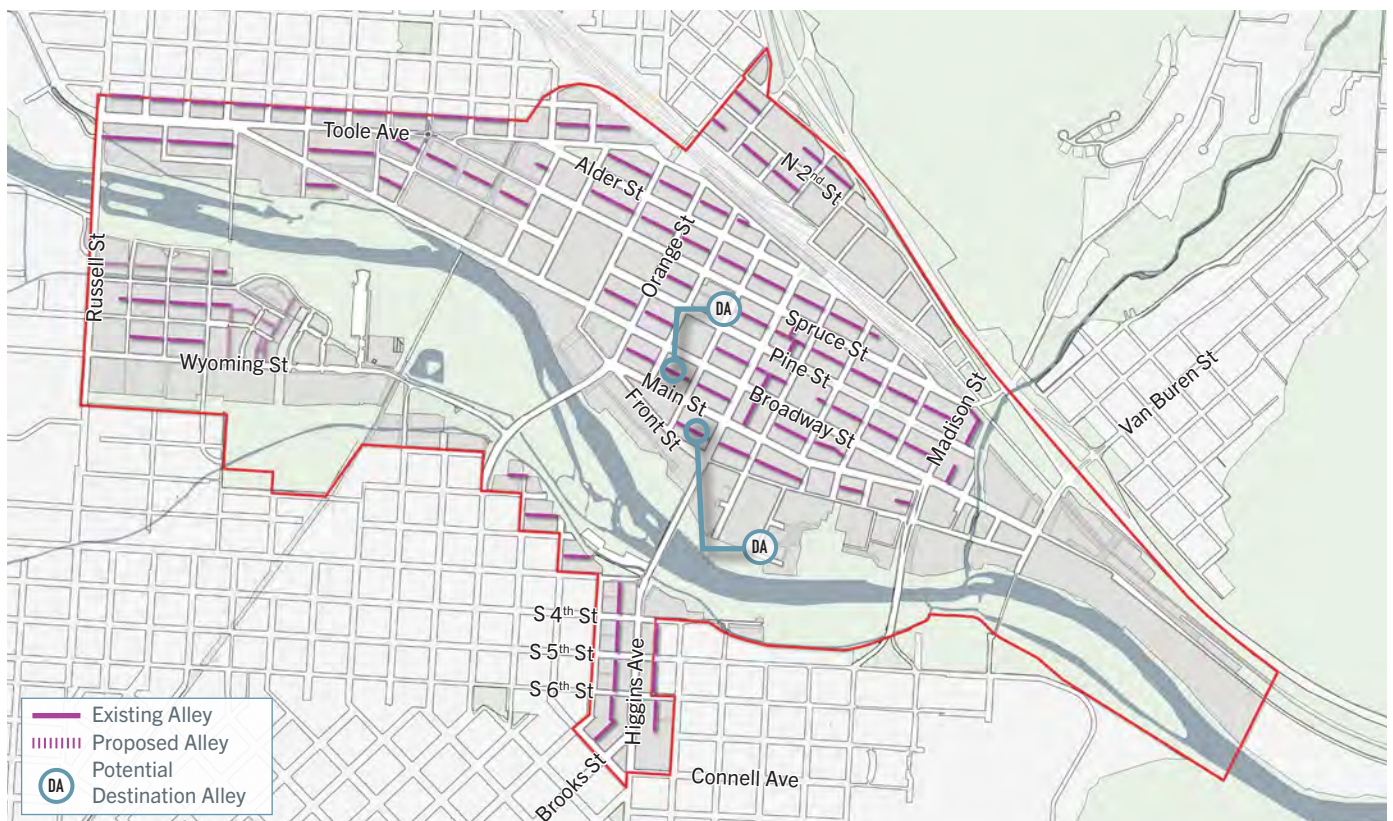 Toole Ave
Alder St
N 2nd St
Orange St
Russell St
DA
Spruce St
Pine St
Wyoming St
Main St
Broadway St
Front St
Madison St
Van Buren St
DA
S 4th St
S 5th St
S 6th St
Higgins Ave
Brooks St
Connell Ave
Existing Alley
Proposed Alley
DA
Potential
Destination Alley